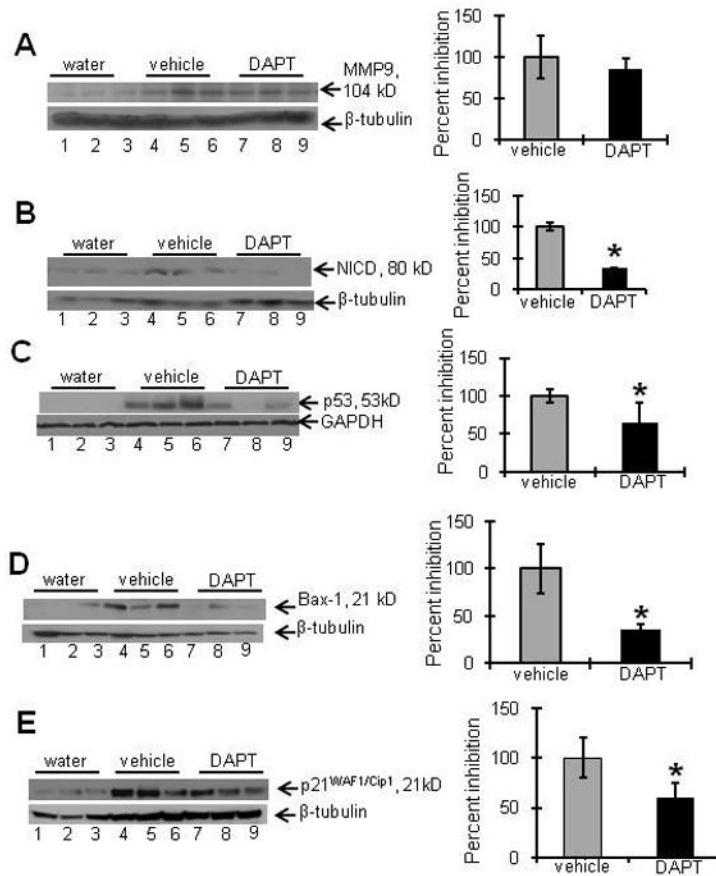 A
water vehicle DAPT
MMP9,
104 kD
β-tubulin
1 2 3 4 5 6 7 8 9
Percent inhibition
150
100
50
0
vehicle DAPT
B
water vehicle DAPT
NICD, 80 kD
β-tubulin
1 2 3 4 5 6 7 8 9
Percent inhibition
150
100
50
0
*
vehicle DAPT
C
water vehicle DAPT
p53,53kD
GAPDH
1 2 3 4 5 6 7 8 9
Percent inhibition
150
100
50
0
*
vehicle DAPT
D
water vehicle DAPT
Bax-1, 21 kD
β-tubulin
1 2 3 4 5 6 7 8 9
Percent inhibition
150
100
50
0
*
vehicle DAPT
E
water vehicle DAPT
p21WAF1/Cip1, 21kD
β-tubulin
1 2 3 4 5 6 7 8 9
Percent inhibition
150
100
50
0
*
vehicle DAPT